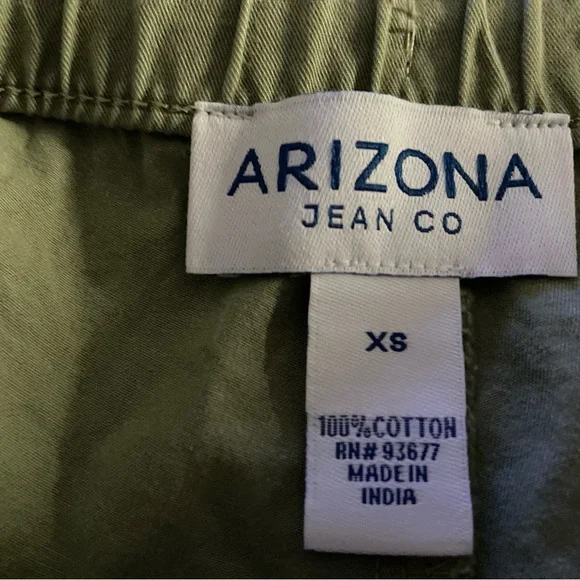 ARIZONA
JEAN CO
XS
100%COTTON
RN# 93677
MADE IN
INDIA